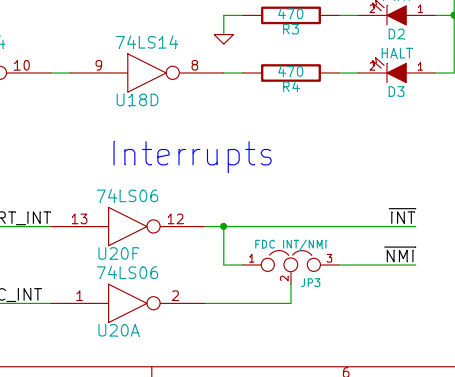 470
2
1
R3
D2
74LS14
HALT
10
9
8
470
2
1
U18D
R4
D3
Interrupts
74LS06
RT_INT
13
12
INT
U20F
FDC INT/NMI
74LS06
1
3
NMI
2
JP3
C_INT
1
2
U20A
6